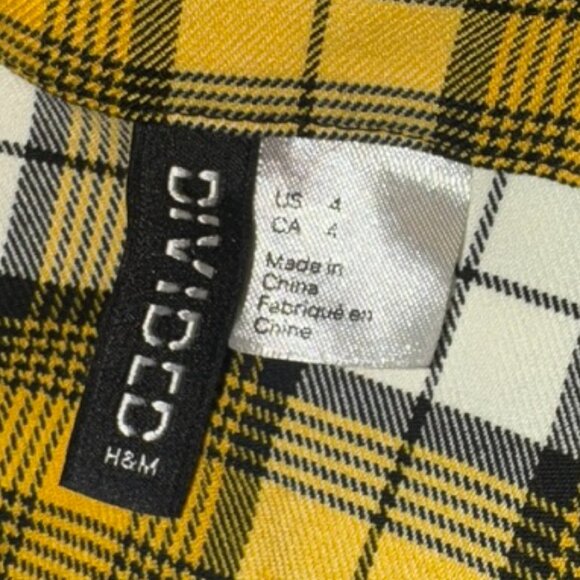 DIVIDED
H&M
US 4
CA 4
Made in
China
Fabriqué en
Chine